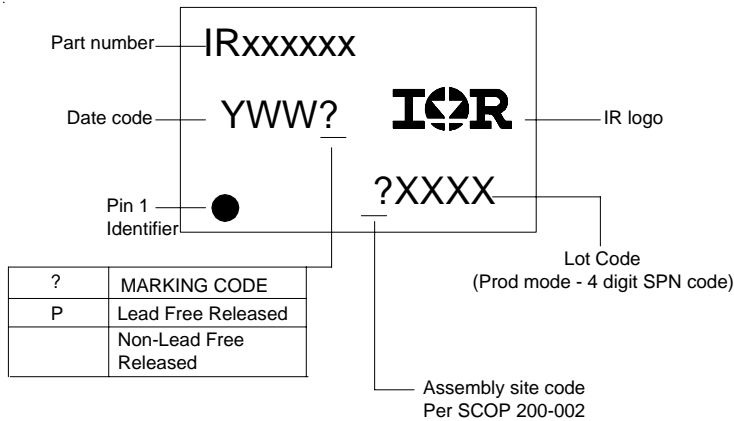 Part number
IRxxxxxx
Date code
YWW?
IOR
IR logo
Pin 1
Identifier
?XXXX
Lot Code
(Prod mode - 4 digit SPN code)
? MARKING CODE
P Lead Free Released
Non-Lead Free
Released
Assembly site code
Per SCOP 200-002